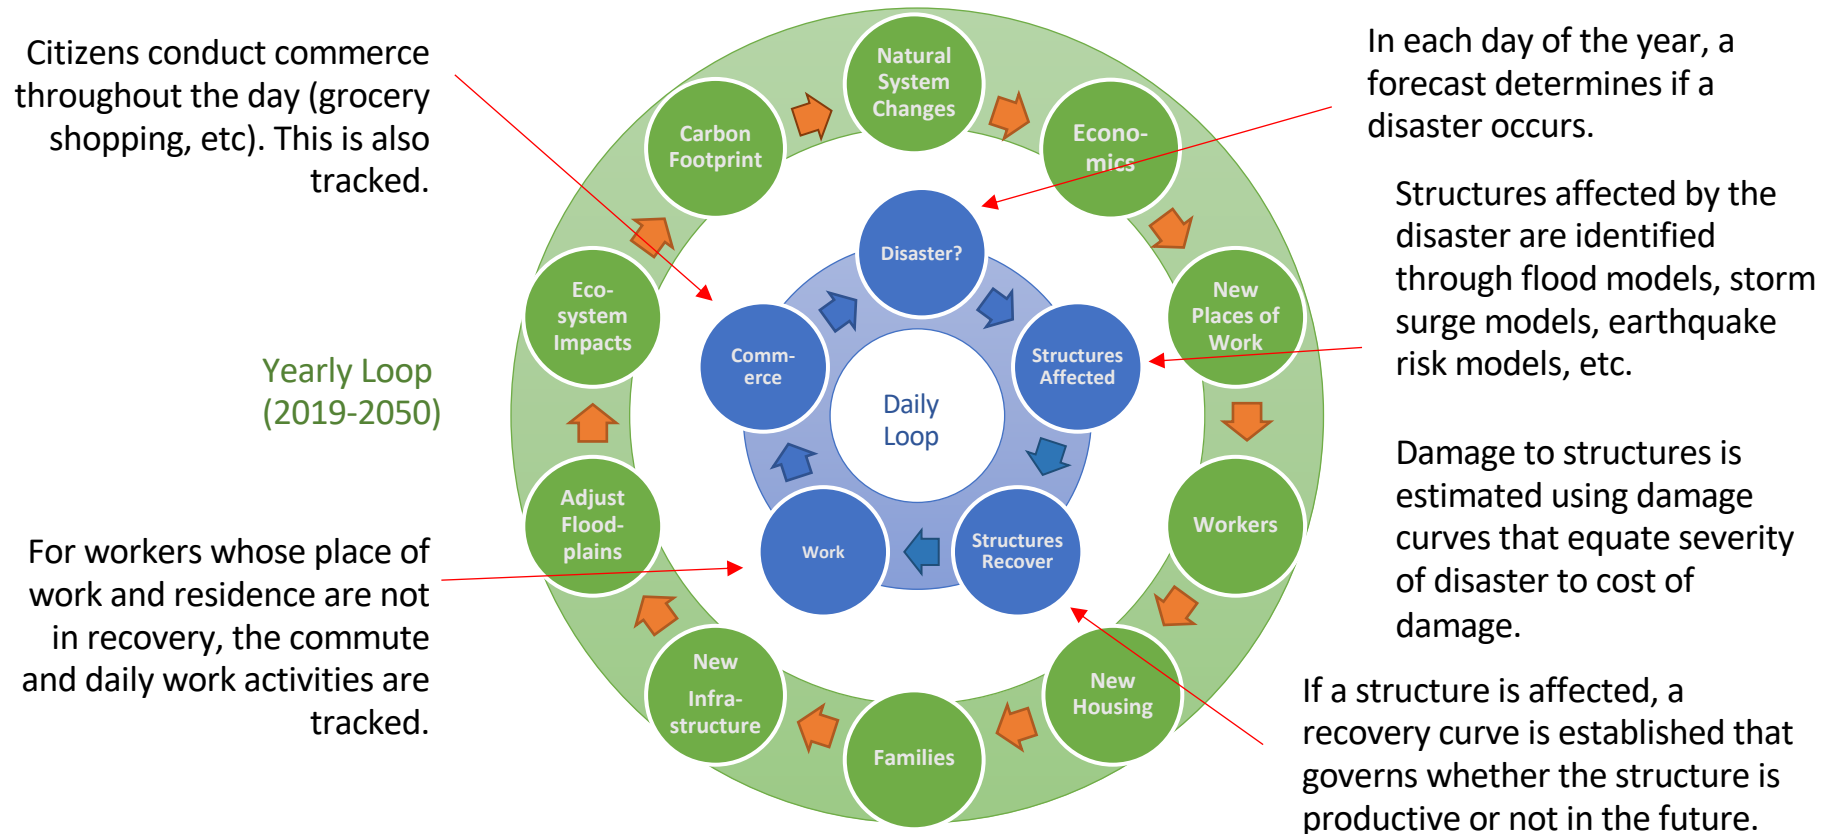 Citizens conduct commerce
throughout the day (grocery
shopping, etc). This is also
tracked.
Yearly Loop
(2019-2050)
For workers whose place of
work and residence are not
in recovery, the commute
and daily work activities are
tracked.
Natural
System
Changes
Econo-
mics
New
Places of
Work
Workers
New
Housing
Families
New
Infra-
structure
Adjust
Flood-
plains
Eco-
system
Impacts
Carbon
Footprint
Disaster?
Structures
Affected
Structures
Recover
Work
Comm-
erce
Daily
Loop
In each day of the year, a
forecast determines if a
disaster occurs.
Structures affected by the
disaster are identified
through flood models, storm
surge models, earthquake
risk models, etc.
Damage to structures is
estimated using damage
curves that equate severity
of disaster to cost of
damage.
If a structure is affected, a
recovery curve is established that
governs whether the structure is
productive or not in the future.